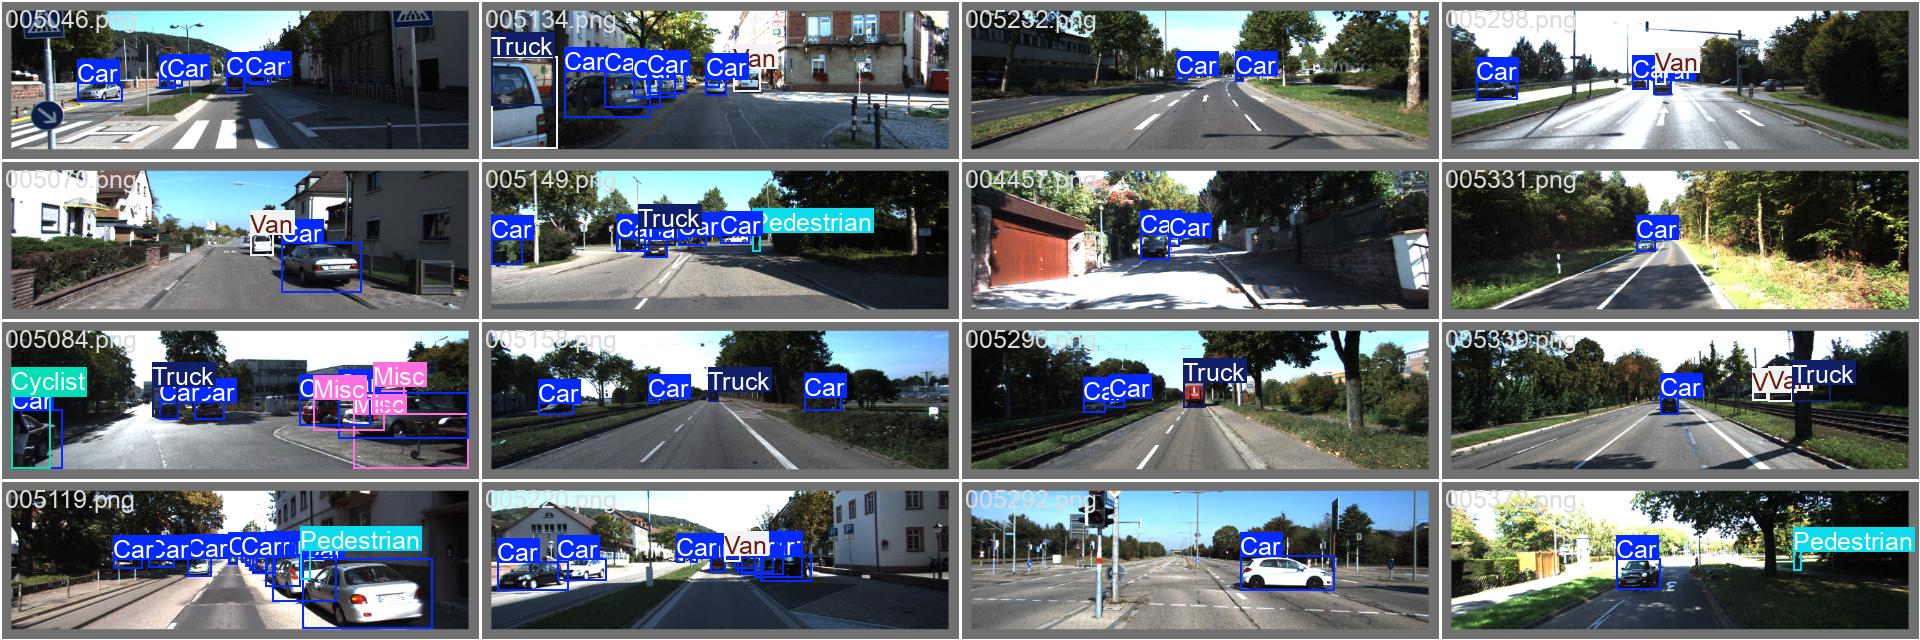 005046.png
Car
Car
Car
005134.png
Truck
Car
Car
Car
Van
005232.png
Car
Car
005298.png
Car
Van
005079.png
Van
Car
005149.png
Car
Truck
Car
Pedestrian
004457.png
Car
005331.png
Car
005084.png
Cyclist
Car
Truck
Car
Misc
Misc
Misc
005158.png
Car
Car
Truck
Car
005290.png
Car
Truck
005339.png
Car
Truck
005119.png
Car
Car
Car
Pedestrian
005220.png
Car
Car
Car
Van
005292.png
Car
Car
Pedestrian